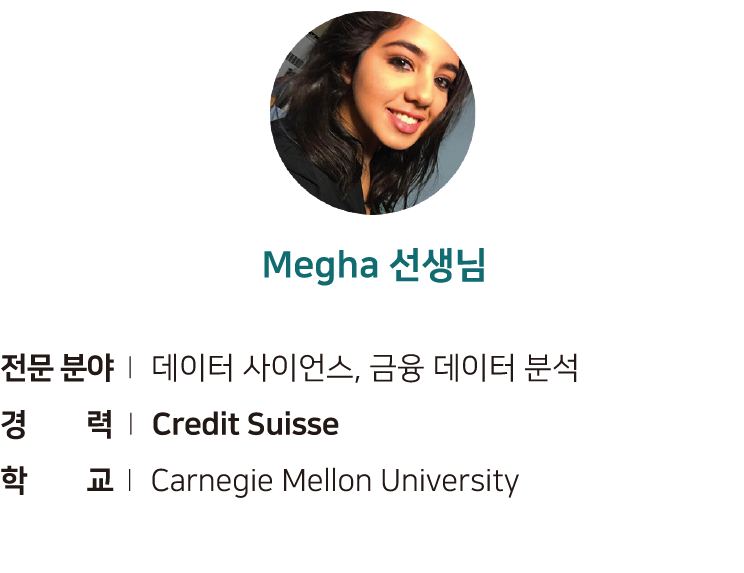 Megha 선생님
전문 분야 | 데이터 사이언스, 금융 데이터 분석
경 력 | Credit Suisse
학 교 | Carnegie Mellon University